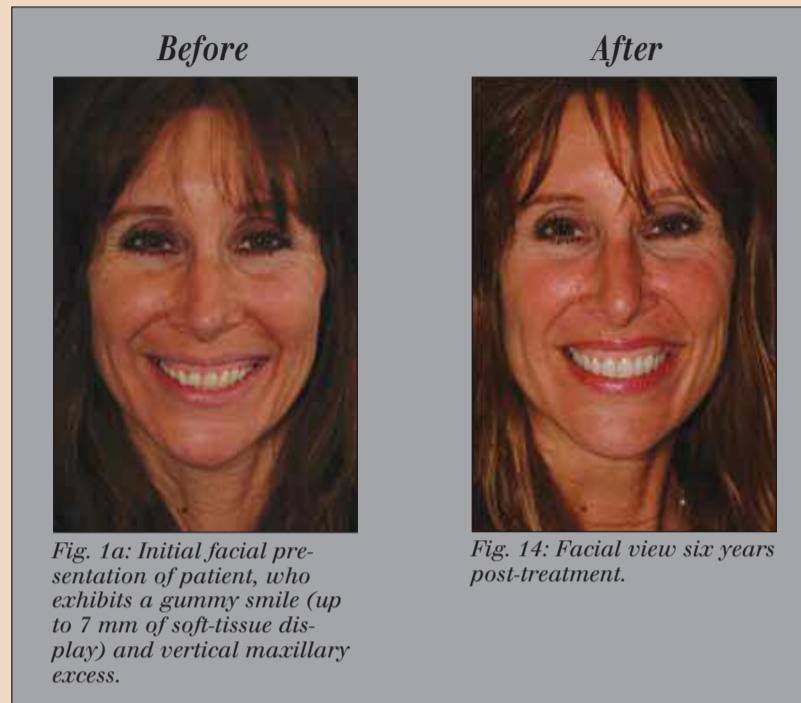 Before
After
Fig. 1a: Initial facial pre-
sentation of patient, who
exhibits a gummy smile (up
to 7 mm of soft-tissue dis-
play) and vertical maxillary
excess.
Fig. 14: Facial view six years
post-treatment.